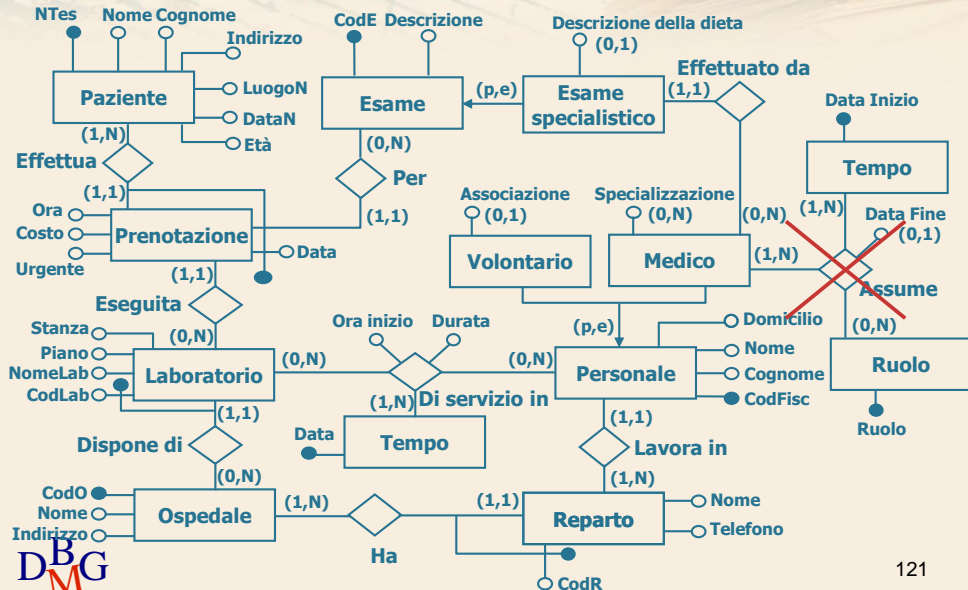 NTes
Nome Cognome
Indirizzo
Paziente
LuogoN
DataN
Età
(1,N)
Effettua
(1,1)
CodE Descrizione
Esame
(0,N)
Per
(1,1)
(p,e)
Descrizione della dieta
(0,1)
Esame
specialistico
(1,1)
Effettuato da
Data Inizio
Tempo
(1,N)
Data Fine
(0,1)
Assume
(0,N)
Ruolo
Ruolo
Ora
Costo
Urgente
Prenotazione
Data
(1,1)
Eseguita
(0,N)
Associazione
(0,1)
Volontario
Specializzazione
(0,N)
(0,N)
Medico
(1,N)
(p,e)
Stanza
Piano
NomeLab
CodLab
Laboratorio
(0,N)
Ora inizio
Durata
(0,N)
Di servizio in
(1,N)
Data
Tempo
Personale
Domicilio
Nome
Cognome
CodFisc
(1,1)
Lavora in
(1,N)
(1,1)
Dispone di
(0,N)
CodO
Nome
Indirizzo
Ospedale
(1,N)
Ha
(1,1)
Reparto
Nome
Telefono
CodR
DBMG
121